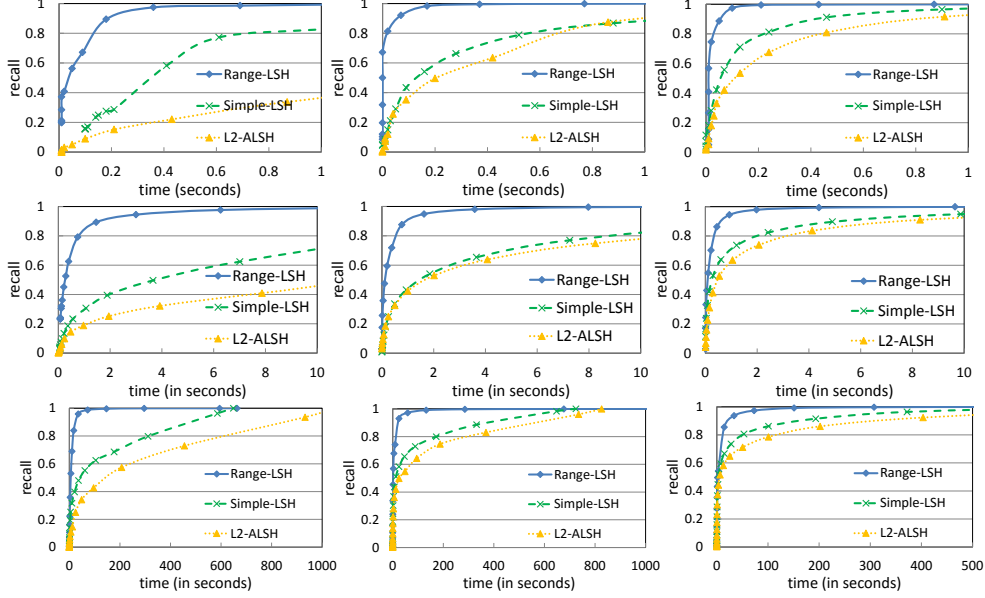 recall
1
0.8
0.6
0.4
0.2
0
0 0.2 0.4 0.6 0.8 1
time (seconds)
Range-LSH
Simple-LSH
L2-ALSH
recall
1
0.8
0.6
0.4
0.2
0
0 0.2 0.4 0.6 0.8 1
time (seconds)
Range-LSH
Simple-LSH
L2-ALSH
recall
1
0.8
0.6
0.4
0.2
0
0 0.2 0.4 0.6 0.8 1
time (seconds)
Range-LSH
Simple-LSH
L2-ALSH
recall
1
0.8
0.6
0.4
0.2
0
0 2 4 6 8 10
time (in seconds)
Range-LSH
Simple-LSH
L2-ALSH
recall
1
0.8
0.6
0.4
0.2
0
0 2 4 6 8 10
time (in seconds)
Range-LSH
Simple-LSH
L2-ALSH
recall
1
0.8
0.6
0.4
0.2
0
0 2 4 6 8 10
time (in seconds)
Range-LSH
Simple-LSH
L2-ALSH
recall
1
0.8
0.6
0.4
0.2
0
0 200 400 600 800 1000
time (in seconds)
Range-LSH
Simple-LSH
L2-ALSH
recall
1
0.8
0.6
0.4
0.2
0
0 200 400 600 800 1000
time (in seconds)
Range-LSH
Simple-LSH
L2-ALSH
recall
1
0.8
0.6
0.4
0.2
0
0 100 200 300 400 500
time (in seconds)
Range-LSH
Simple-LSH
L2-ALSH